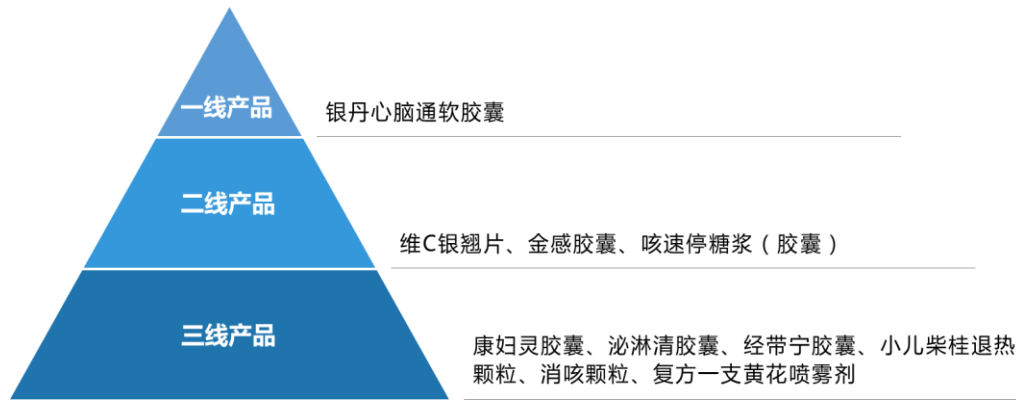 一线产品
银丹心脑通软胶囊
二线产品
维C银翘片、金感胶囊、咳速停糖浆（胶囊）
三线产品
康妇灵胶囊、泌淋清胶囊、经带宁胶囊、小儿柴桂退热
颗粒、消咳颗粒、复方一支黄花喷雾剂